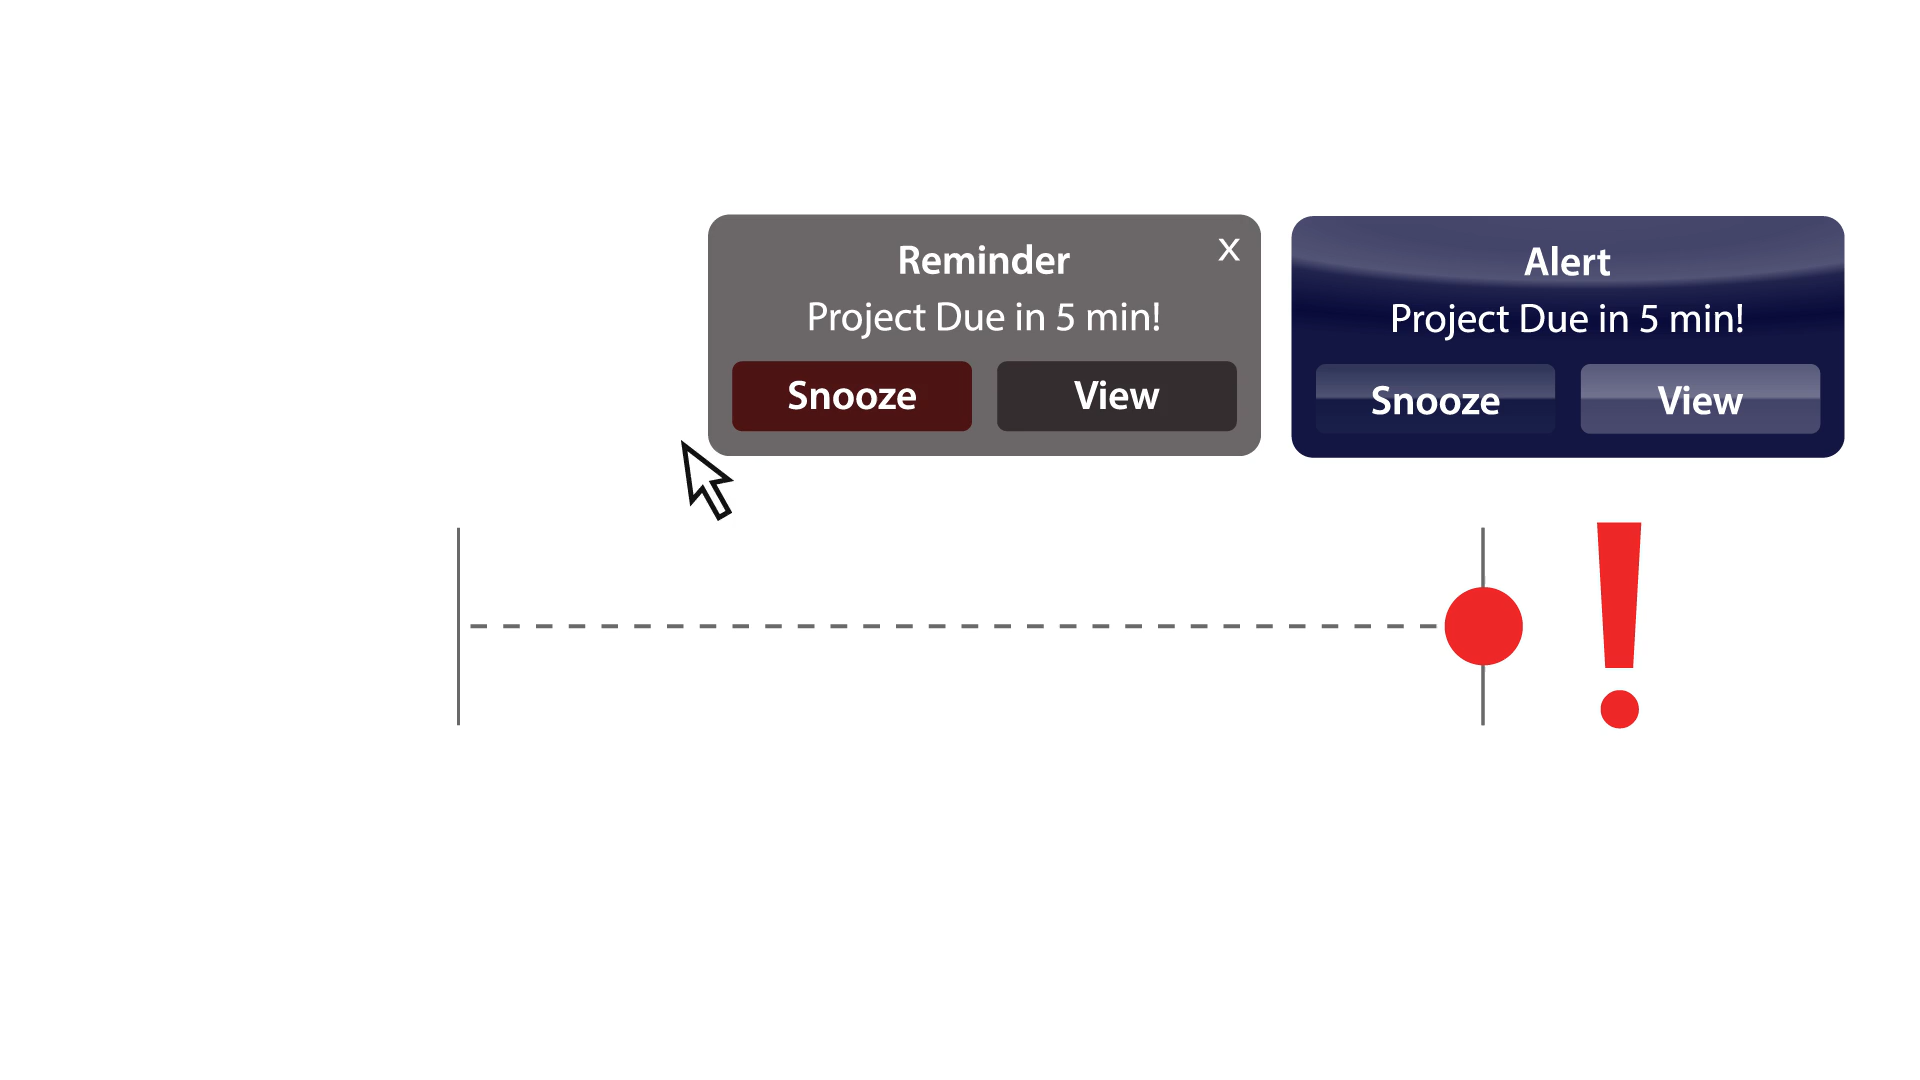 Reminder
X
Project Due in 5 min!
Snooze
View
Alert
Project Due in 5 min!
Snooze
View
!